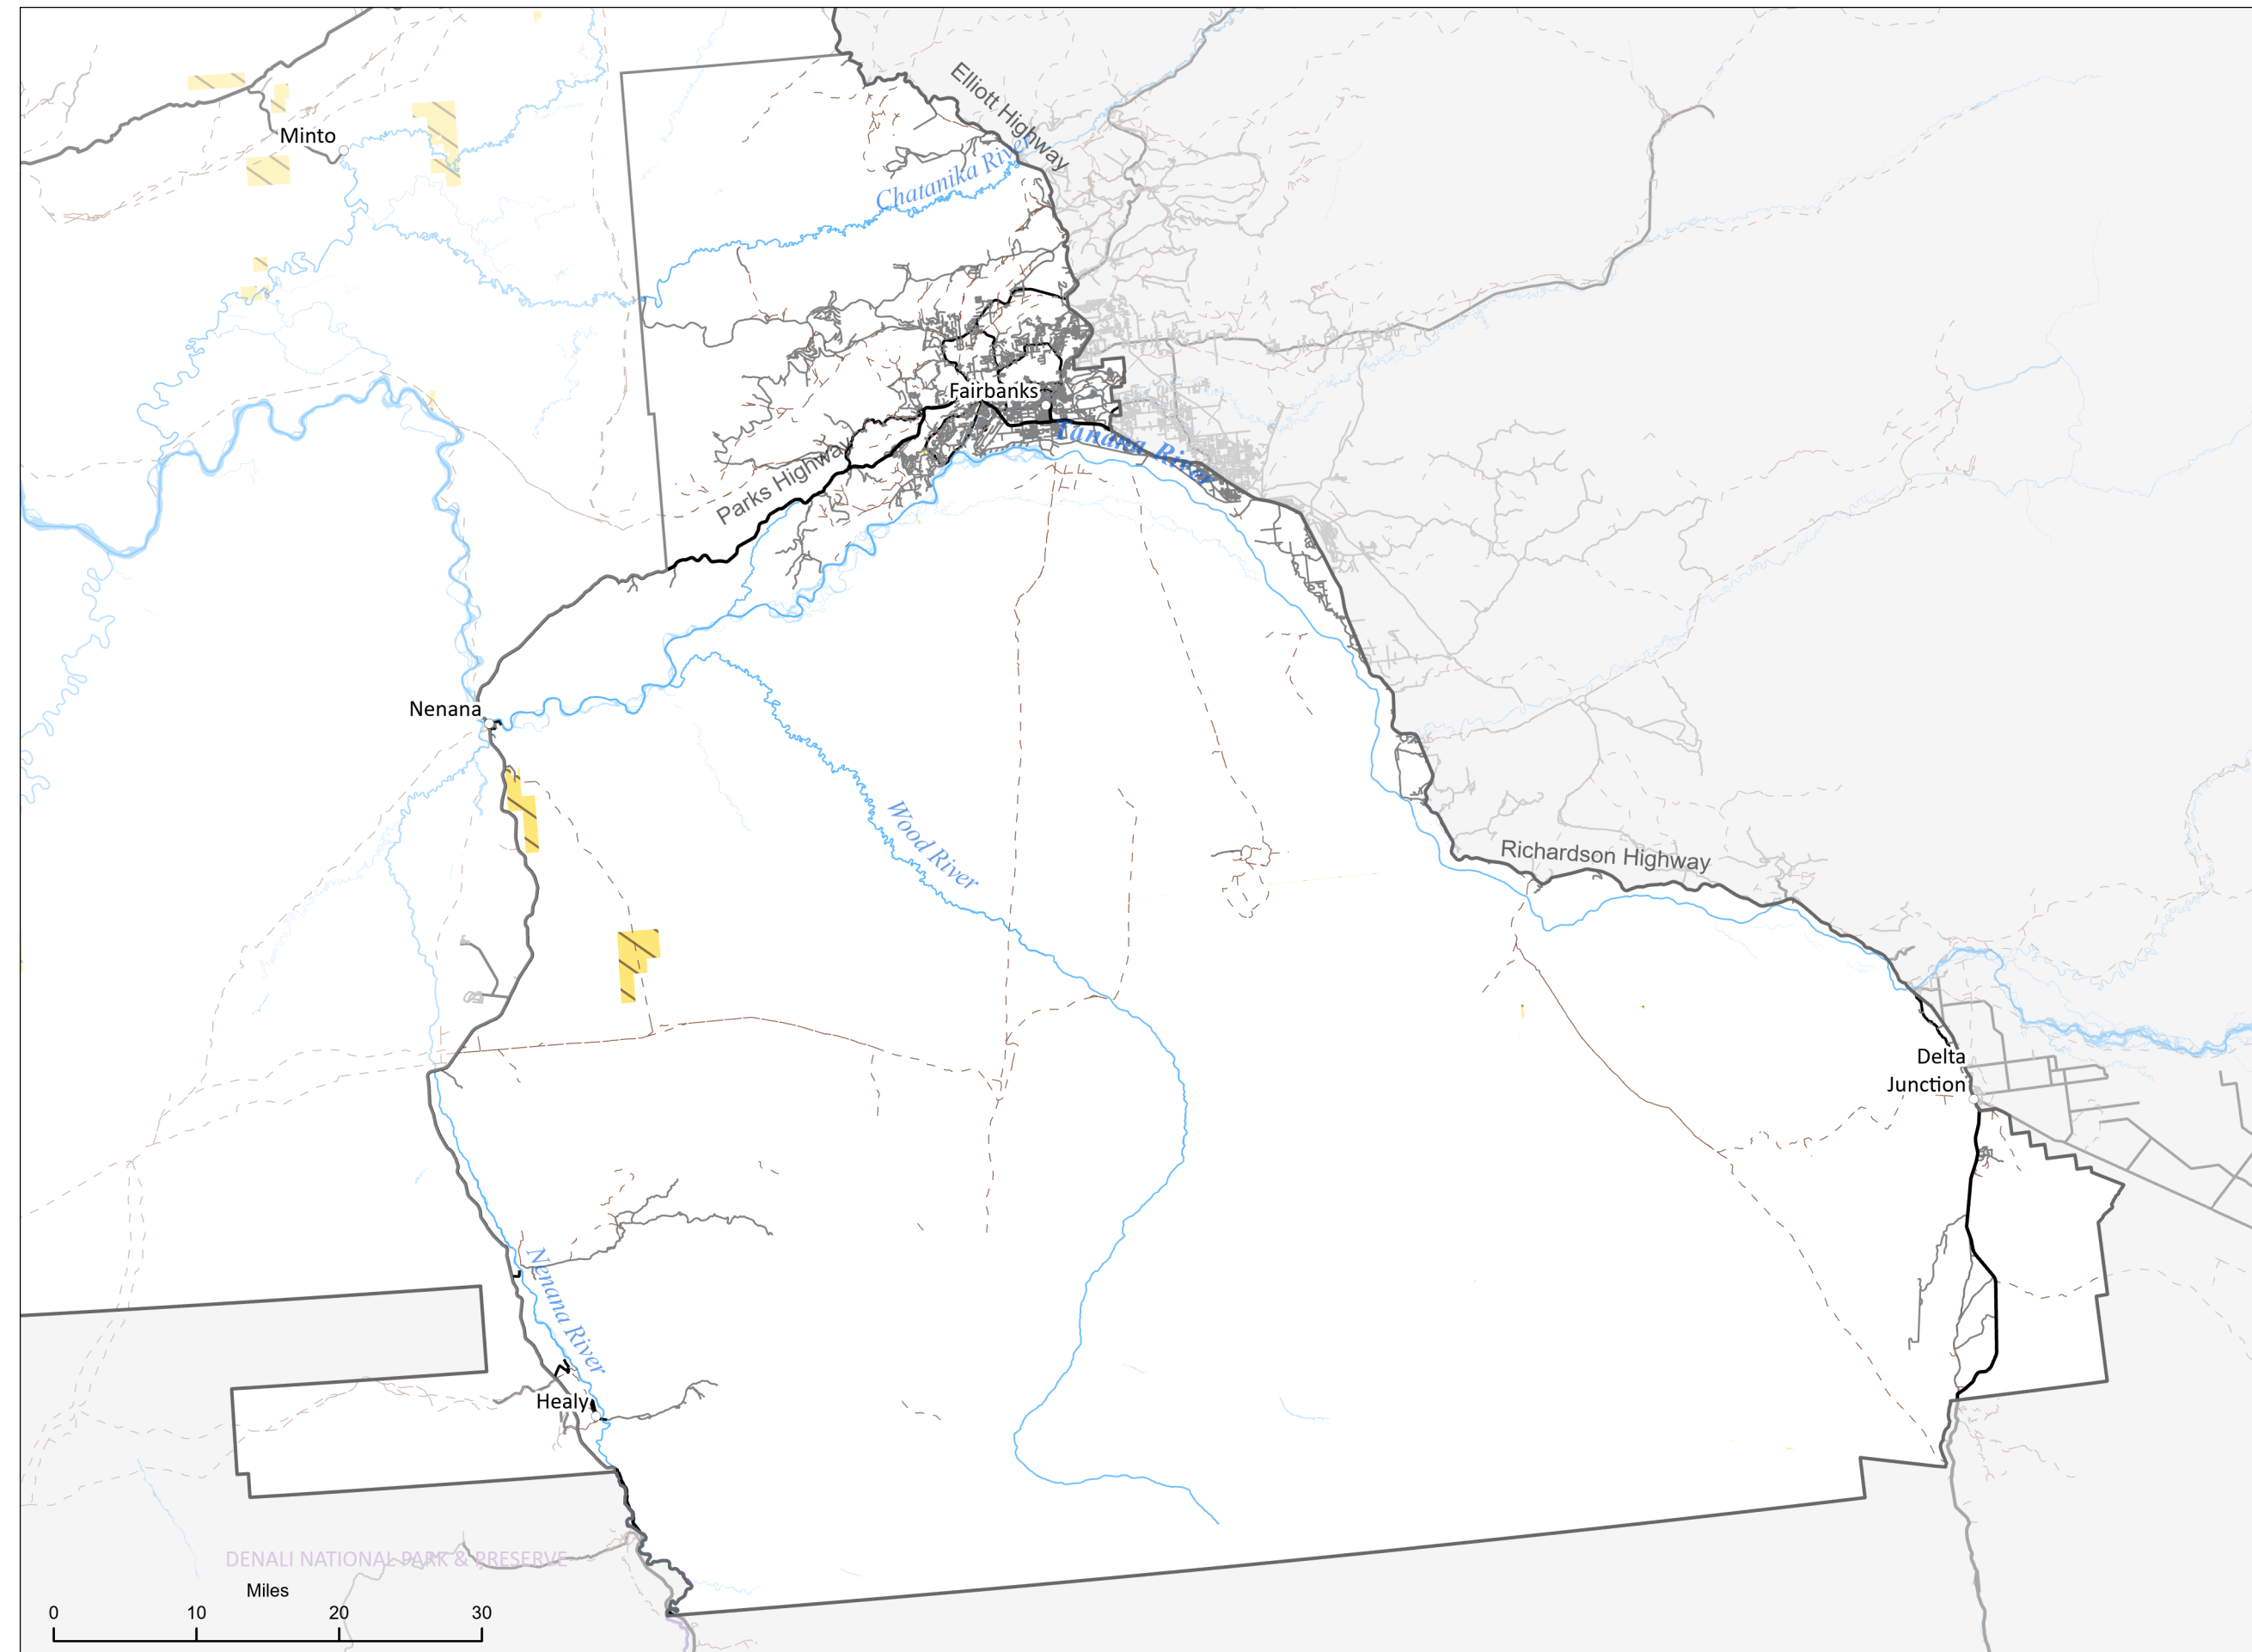 Elliott Highway
Minto
Chatanika River
Fairbanks
Tanana River
Parks Highway
Nenana
Wood River
Richardson Highway
Delta
Junction
Nenana River
Healy
DENALI NATIONAL PARK & PRESERVE
Miles
0 10 20 30